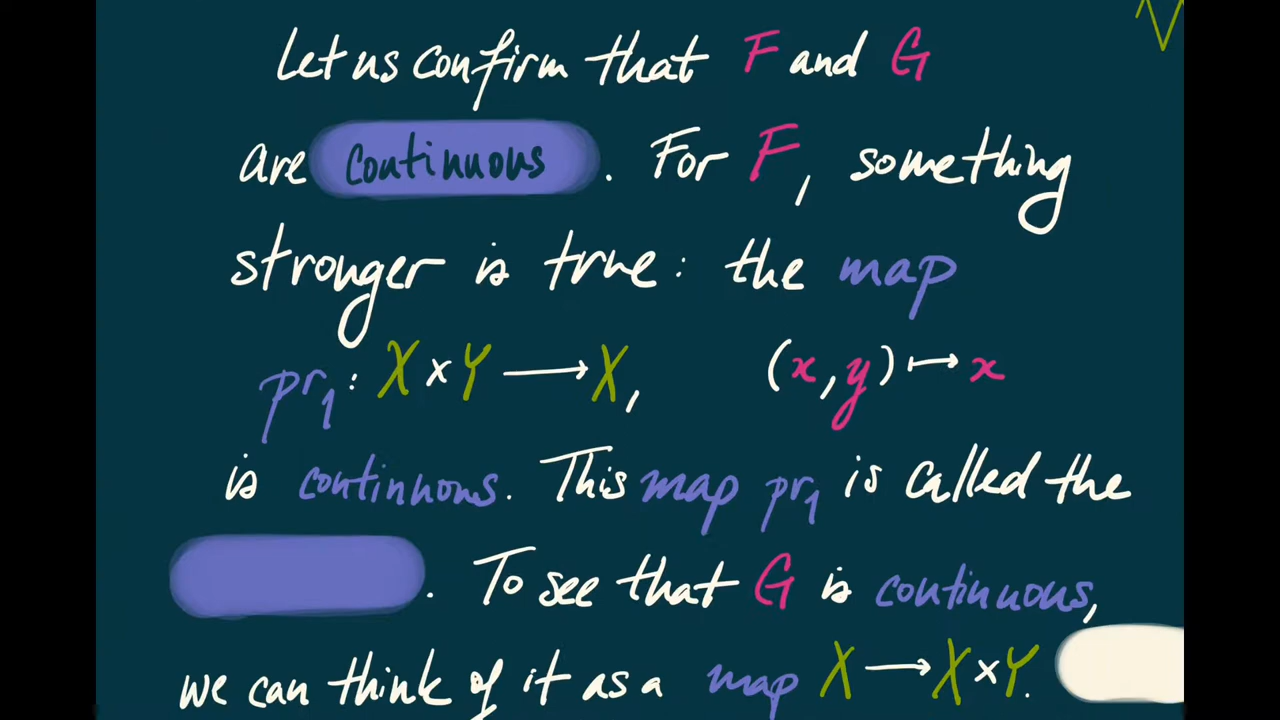 Let us confirm that F and G
are continuous. For F, something
stronger is true: the map
pr₁: X × Y ⟶ X, (x, y) ⟼ x
is continuous. This map pr₁ is called the
. To see that G is continuous,
we can think of it as a map X ⟶ X × Y.